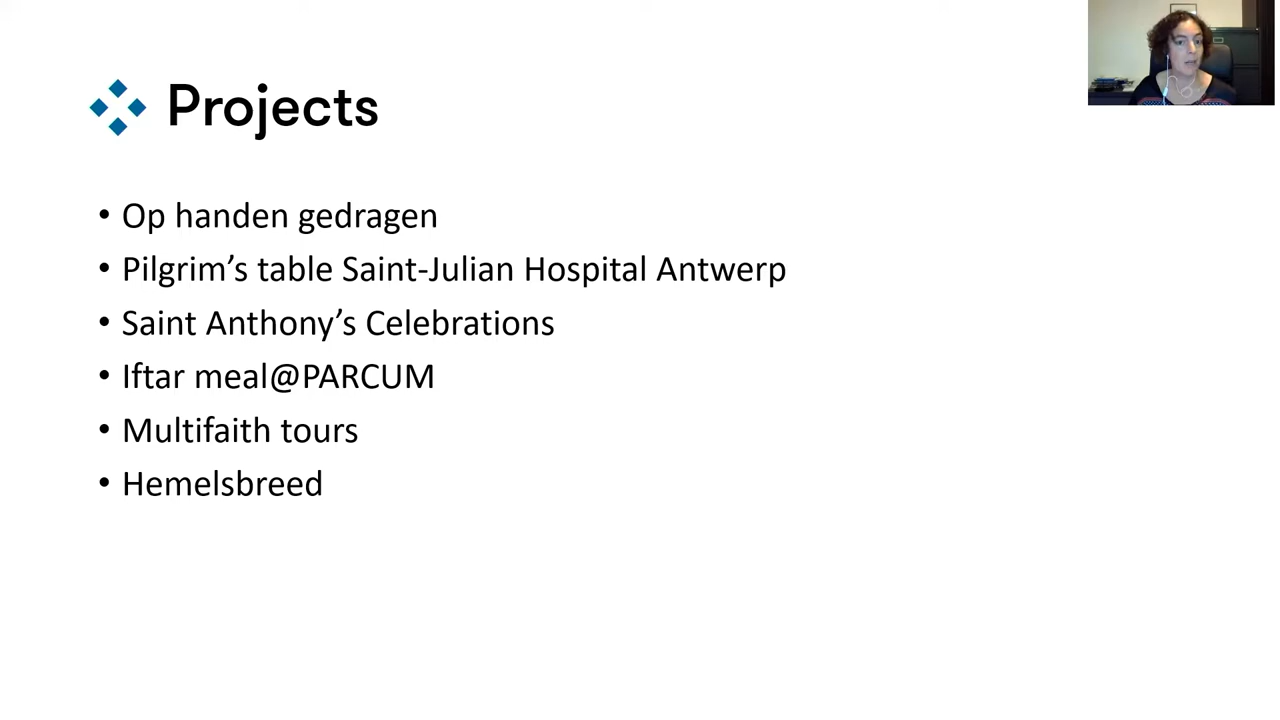 Projects
• Op handen gedragen
• Pilgrim’s table Saint-Julian Hospital Antwerp
• Saint Anthony’s Celebrations
• Iftar meal@PARCUM
• Multifaith tours
• Hemelsbreed